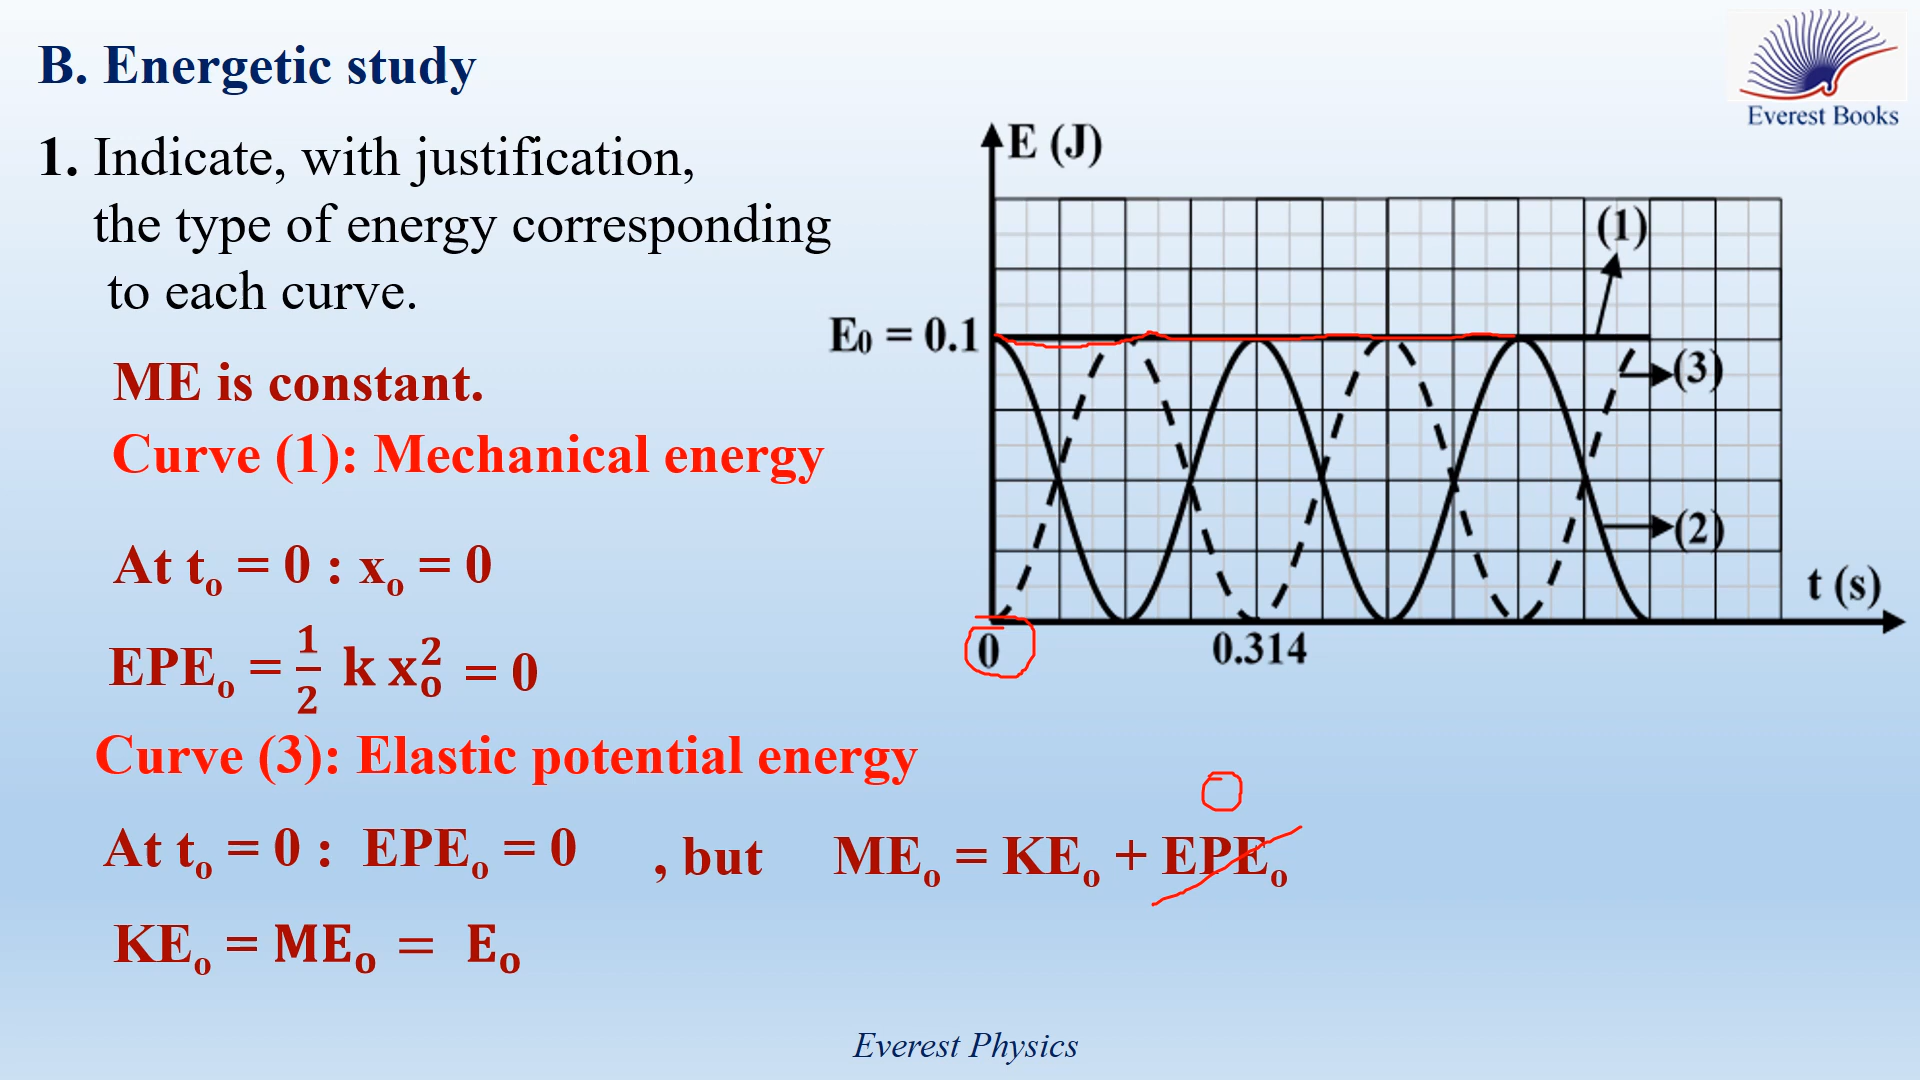 B. Energetic study
Everest Books
1. Indicate, with justification,
the type of energy corresponding
to each curve.
ME is constant.
Curve (1): Mechanical energy
At tₒ = 0 : xₒ = 0
EPEₒ = 1/2 k xₒ² = 0
Curve (3): Elastic potential energy
At tₒ = 0 : EPEₒ = 0 , but MEₒ = KEₒ + EPEₒ
KEₒ = MEₒ = Eₒ
E (J)
(1)
E₀ = 0.1
(3)
(2)
t (s)
0
0.314
Everest Physics